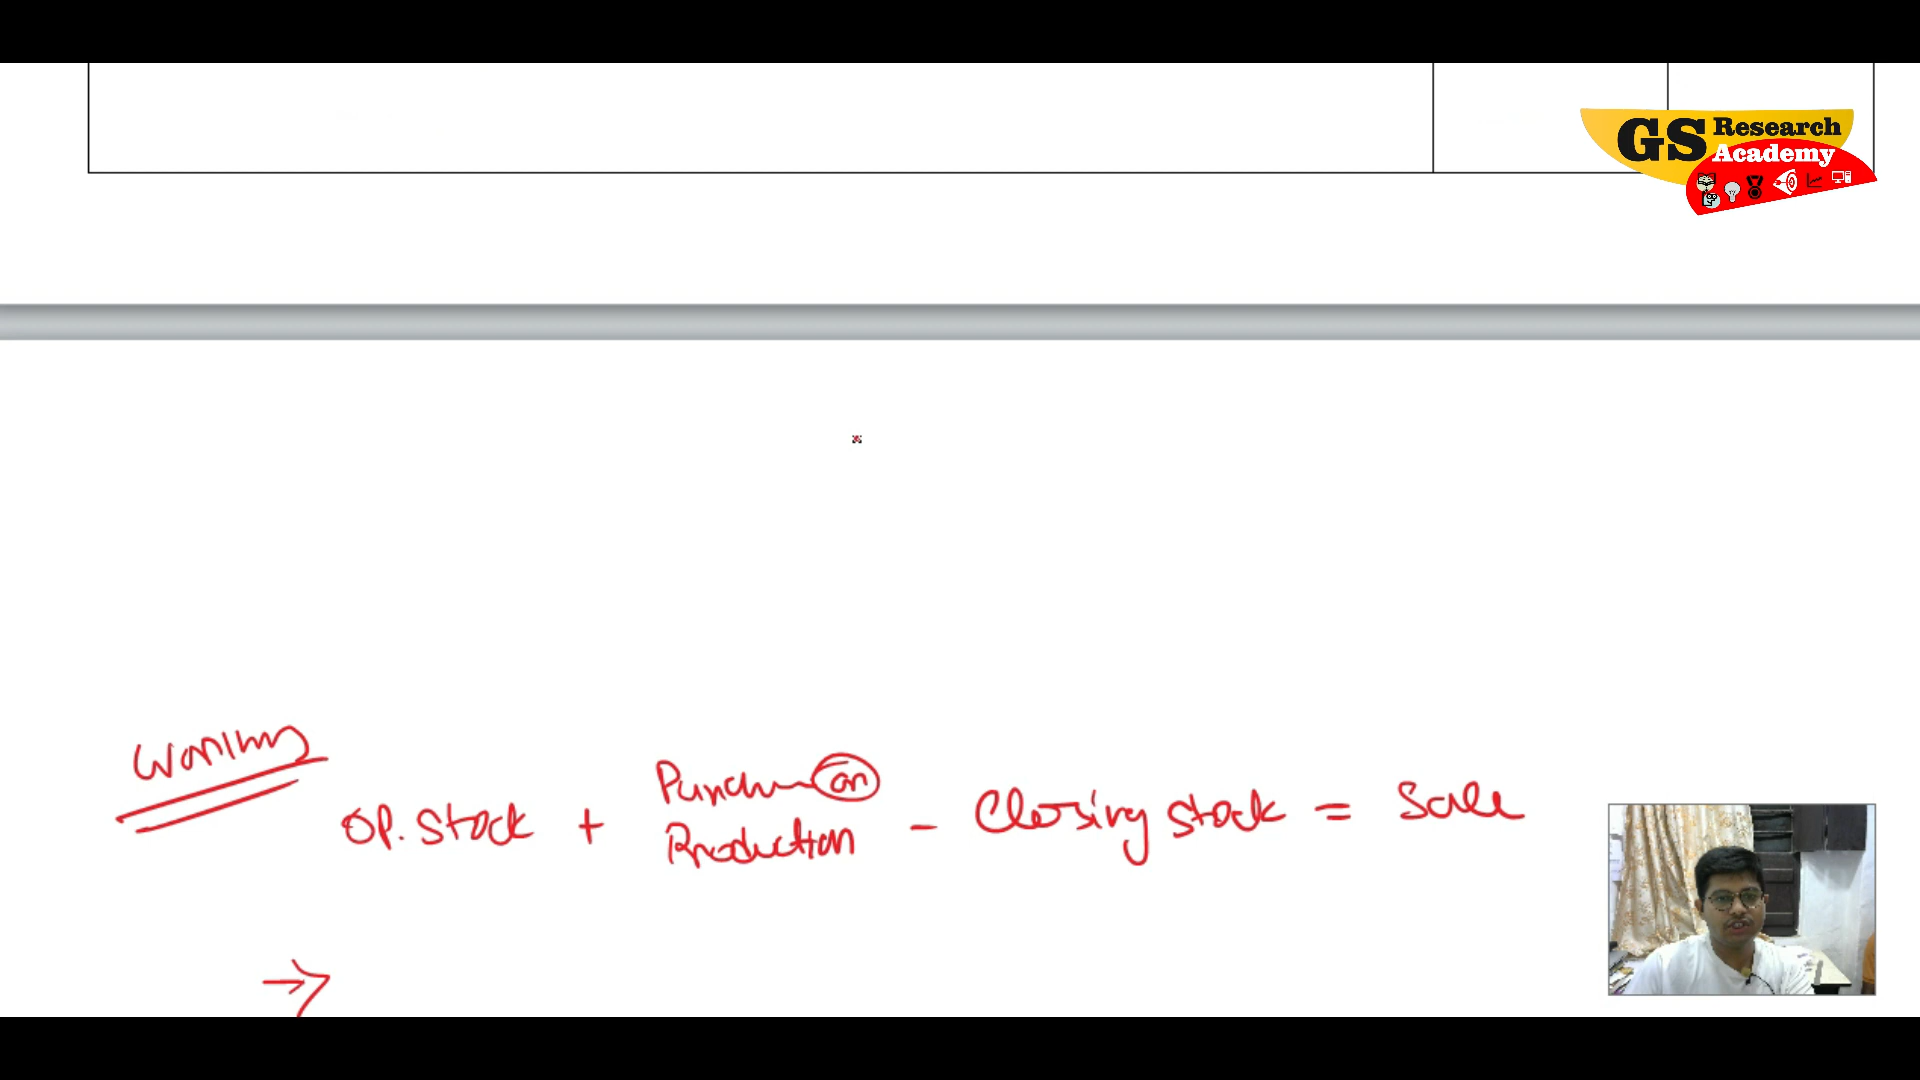 GS Research
Academy
Working
Purchase or
Op. Stock + Production - Closing stock = Sale